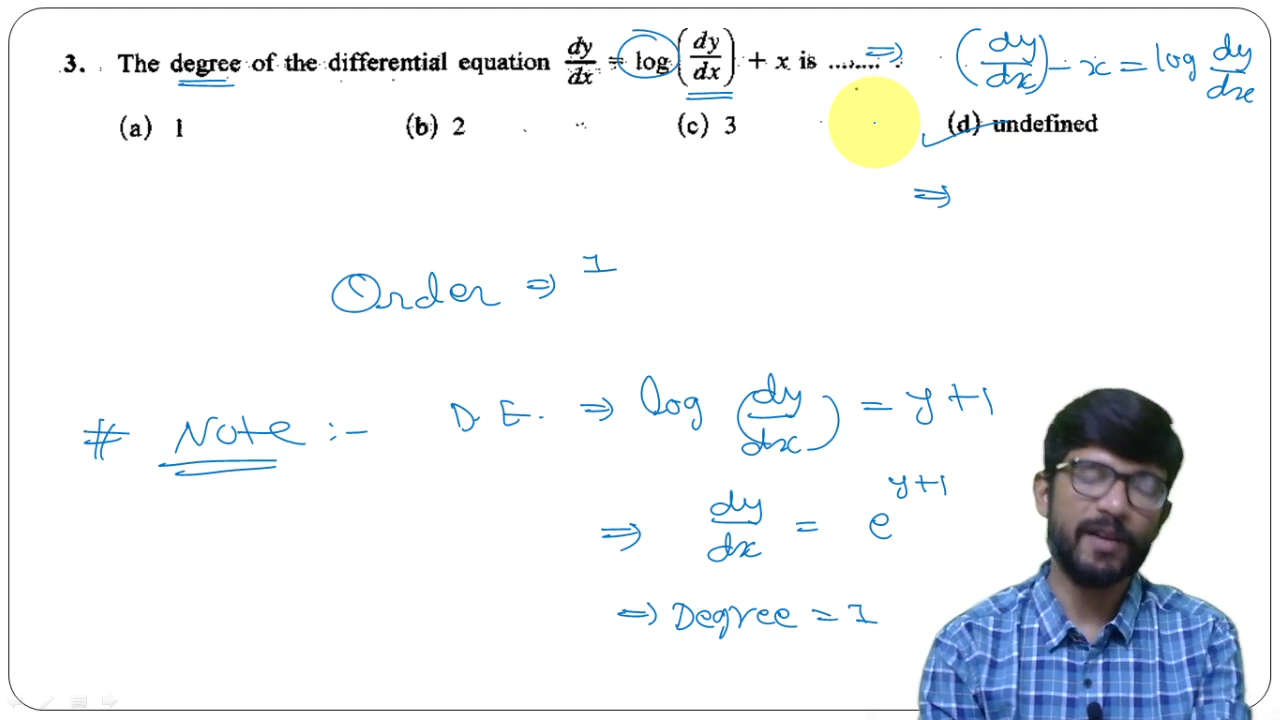 3. The degree of the differential equation dy/dx = log(dy/dx) + x is ........ . ⇒ (dy/dx) - x = log dy/dx
(a) 1 (b) 2 (c) 3 (d) undefined
⇒
Order ⇒ 1
# Note :- D.E. ⇒ log (dy/dx) = y+1
⇒ dy/dx = e^(y+1)
⇒ Degree = 1